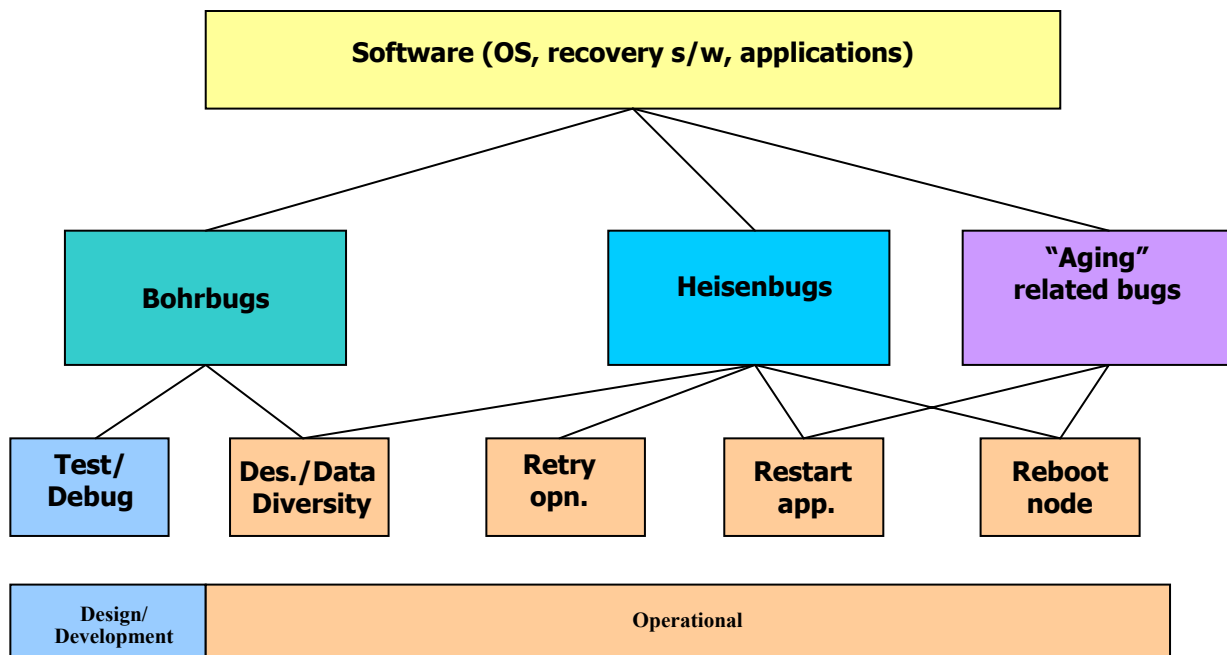 Software (OS, recovery s/w, applications)
Bohrbugs
Heisenbugs
“Aging”
related bugs
Test/
Debug
Des./Data
Diversity
Retry
opn.
Restart
app.
Reboot
node
Design/
Development
Operational